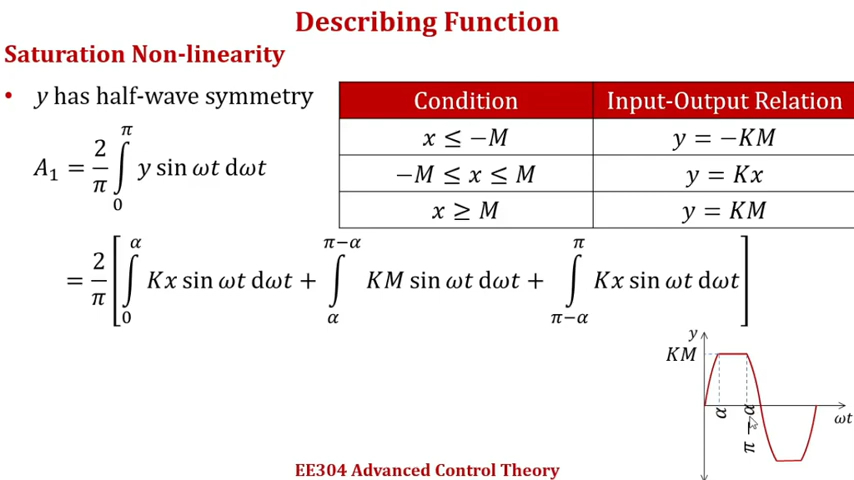 Describing Function
Saturation Non-linearity
• y has half-wave symmetry
A₁ = 2/π ∫₀^π y sin ωt dωt
Condition Input-Output Relation
x ≤ −M y = −KM
−M ≤ x ≤ M y = Kx
x ≥ M y = KM
= 2/π [ ∫₀^α Kx sin ωt dωt + ∫_α^(π−α) KM sin ωt dωt + ∫_(π−α)^π Kx sin ωt dωt ]
y
KM
α
π − α
ωt
EE304 Advanced Control Theory